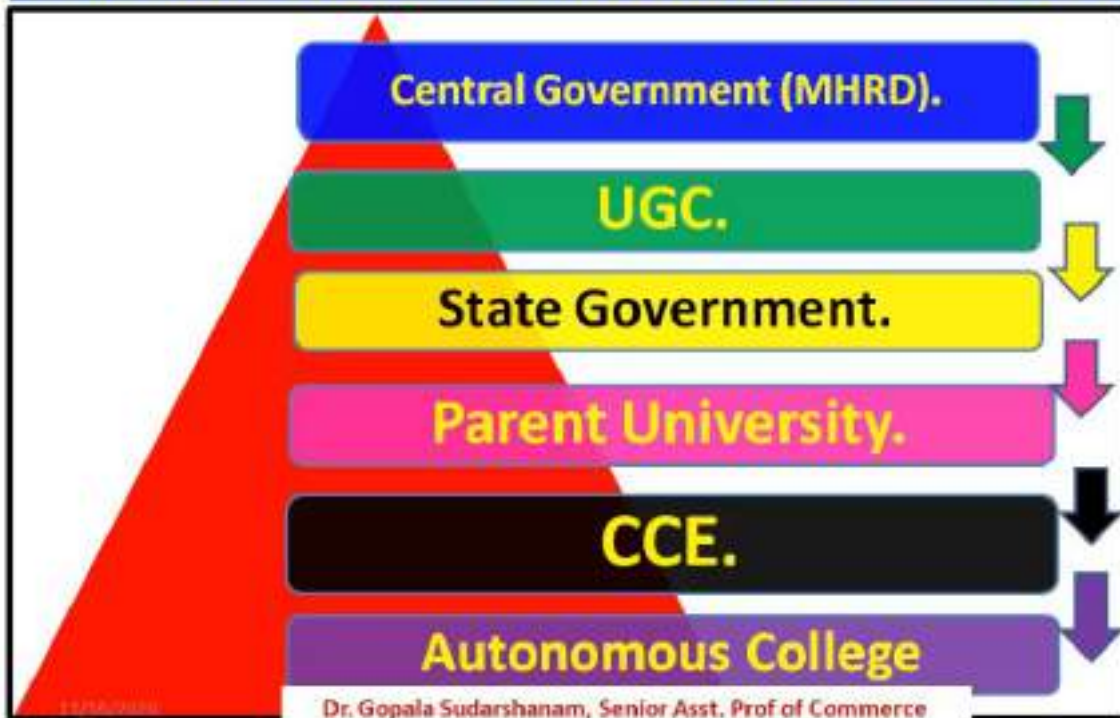 Central Government (MHRD).
UGC.
State Government.
Parent University.
CCE.
Autonomous College
Dr. Gopala Sudarshanam, Senior Asst. Prof of Commerce